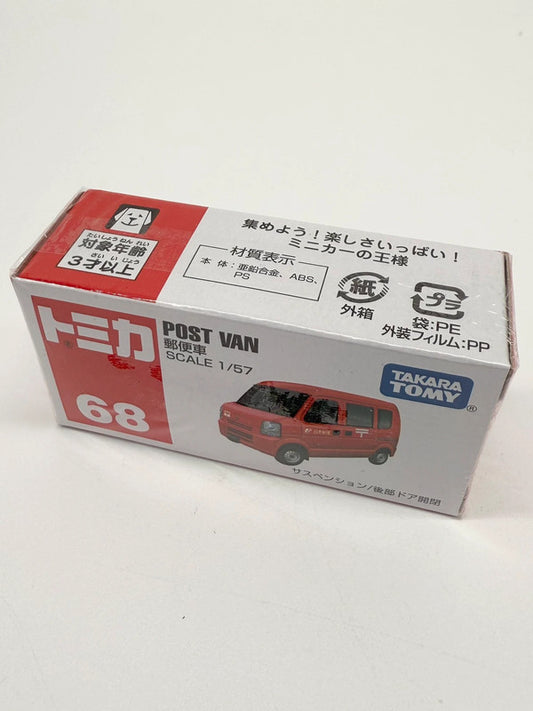 たいしょう ねん れい
対象年齢
さい い じょう
3才以上
集めよう！楽しさいっぱい！
ミニカーの王様
材質表示
本 体：亜鉛合金、ABS、
PS
紙
外箱
プラ
袋:PE
外装フィルム:PP
トミカ
®
68
POST VAN
郵便車
SCALE 1/57
TAKARA
TOMY
®
〒
サスペンション/後部ドア開閉